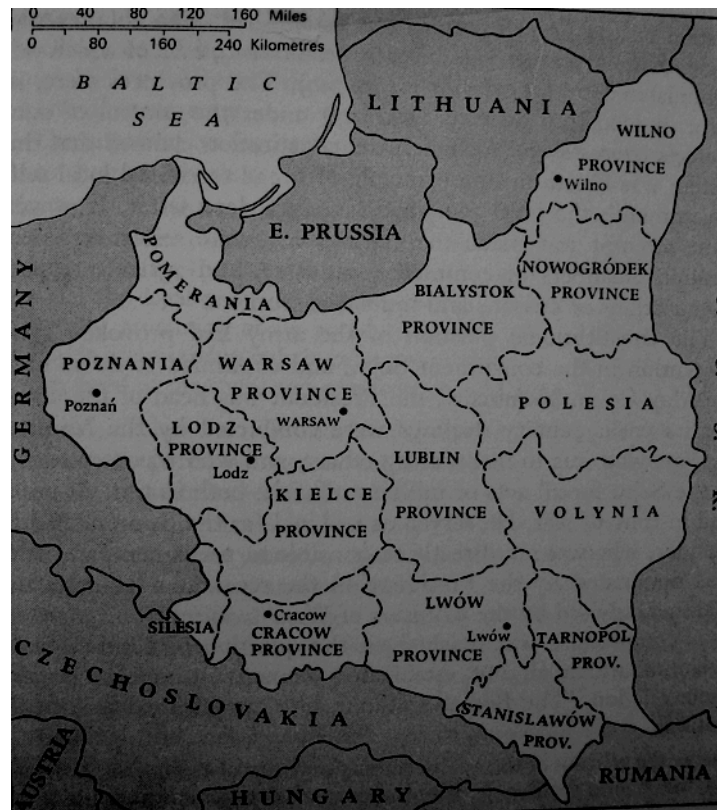 0 40 80 120 160 Miles
0 80 160 240 Kilometres
BALTIC
SEA
LITHUANIA
WILNO
PROVINCE
Wilno
E. PRUSSIA
POMERANIA
NOWOGRÓDEK
PROVINCE
BIALYSTOK
PROVINCE
GERMANY
POZNANIA
Poznań
WARSAW
PROVINCE
WARSAW
POLESIA
LODZ
PROVINCE
Lodz
LUBLIN
PROVINCE
KIELCE
PROVINCE
VOLYNIA
SILESIA
Cracow
CRACOW
PROVINCE
LWÓW
Lwów
PROVINCE
TARNOPOL
PROV.
STANISLAWÓW
PROV.
CZECHOSLOVAKIA
AUSTRIA
HUNGARY
RUMANIA